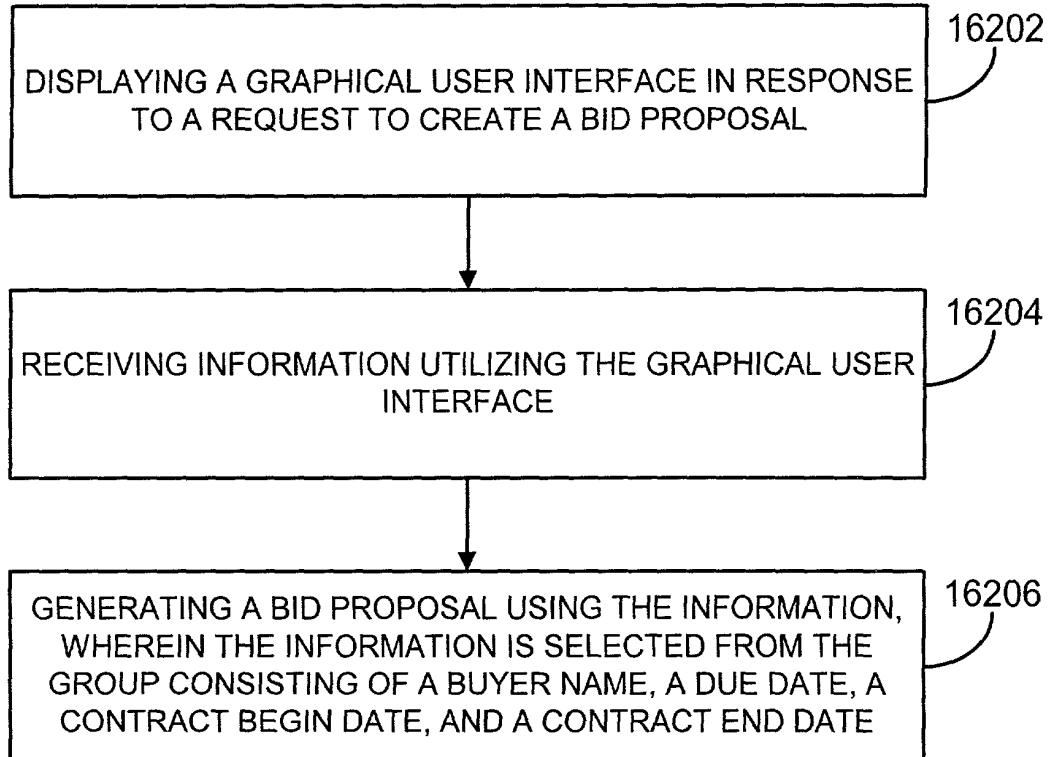 16202
DISPLAYING A GRAPHICAL USER INTERFACE IN RESPONSE
TO A REQUEST TO CREATE A BID PROPOSAL
16204
RECEIVING INFORMATION UTILIZING THE GRAPHICAL USER
INTERFACE
16206
GENERATING A BID PROPOSAL USING THE INFORMATION,
WHEREIN THE INFORMATION IS SELECTED FROM THE
GROUP CONSISTING OF A BUYER NAME, A DUE DATE, A
CONTRACT BEGIN DATE, AND A CONTRACT END DATE